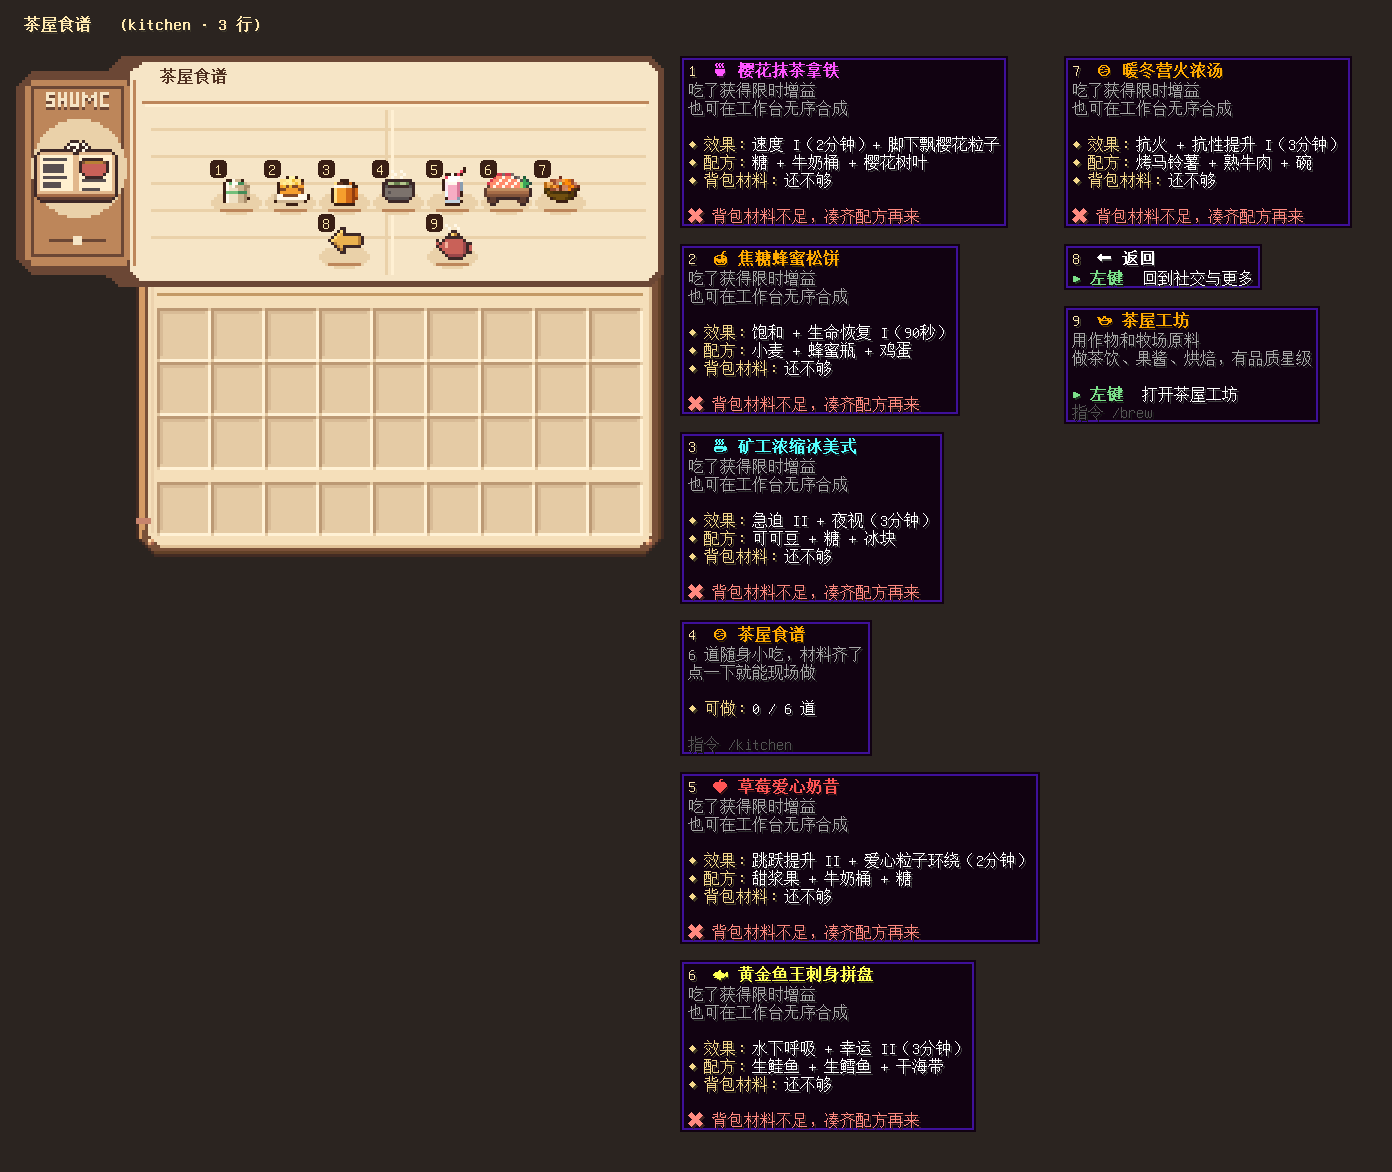 茶屋食谱 (kitchen · 3 行)
SHUMC
茶屋食谱
1
2
3
4
5
6
7
8
9
1 樱花抹茶拿铁
吃了获得限时增益
也可在工作台无序合成
效果：速度 I（2分钟）+ 脚下飘樱花粒子
配方：糖 + 牛奶桶 + 樱花树叶
背包材料：还不够
✖ 背包材料不足，凑齐配方再来
2 焦糖蜂蜜松饼
吃了获得限时增益
也可在工作台无序合成
效果：饱和 + 生命恢复 I（90秒）
配方：小麦 + 蜂蜜瓶 + 鸡蛋
背包材料：还不够
✖ 背包材料不足，凑齐配方再来
3 矿工浓缩冰美式
吃了获得限时增益
也可在工作台无序合成
效果：急迫 II + 夜视（3分钟）
配方：可可豆 + 糖 + 冰块
背包材料：还不够
✖ 背包材料不足，凑齐配方再来
4 茶屋食谱
6 道随身小吃，材料齐了
点一下就能现场做
可做：0 / 6 道
指令 /kitchen
5 草莓爱心奶昔
吃了获得限时增益
也可在工作台无序合成
效果：跳跃提升 II + 爱心粒子环绕（2分钟）
配方：甜浆果 + 牛奶桶 + 糖
背包材料：还不够
✖ 背包材料不足，凑齐配方再来
6 黄金鱼王刺身拼盘
吃了获得限时增益
也可在工作台无序合成
效果：水下呼吸 + 幸运 II（3分钟）
配方：生鲑鱼 + 生鳕鱼 + 干海带
背包材料：还不够
✖ 背包材料不足，凑齐配方再来
7 暖冬营火浓汤
吃了获得限时增益
也可在工作台无序合成
效果：抗火 + 抗性提升 I（3分钟）
配方：烤马铃薯 + 熟牛肉 + 碗
背包材料：还不够
✖ 背包材料不足，凑齐配方再来
8 返回
左键 回到社交与更多
9 茶屋工坊
用作物和牧场原料
做茶饮、果酱、烘焙，有品质星级
左键 打开茶屋工坊
指令 /brew